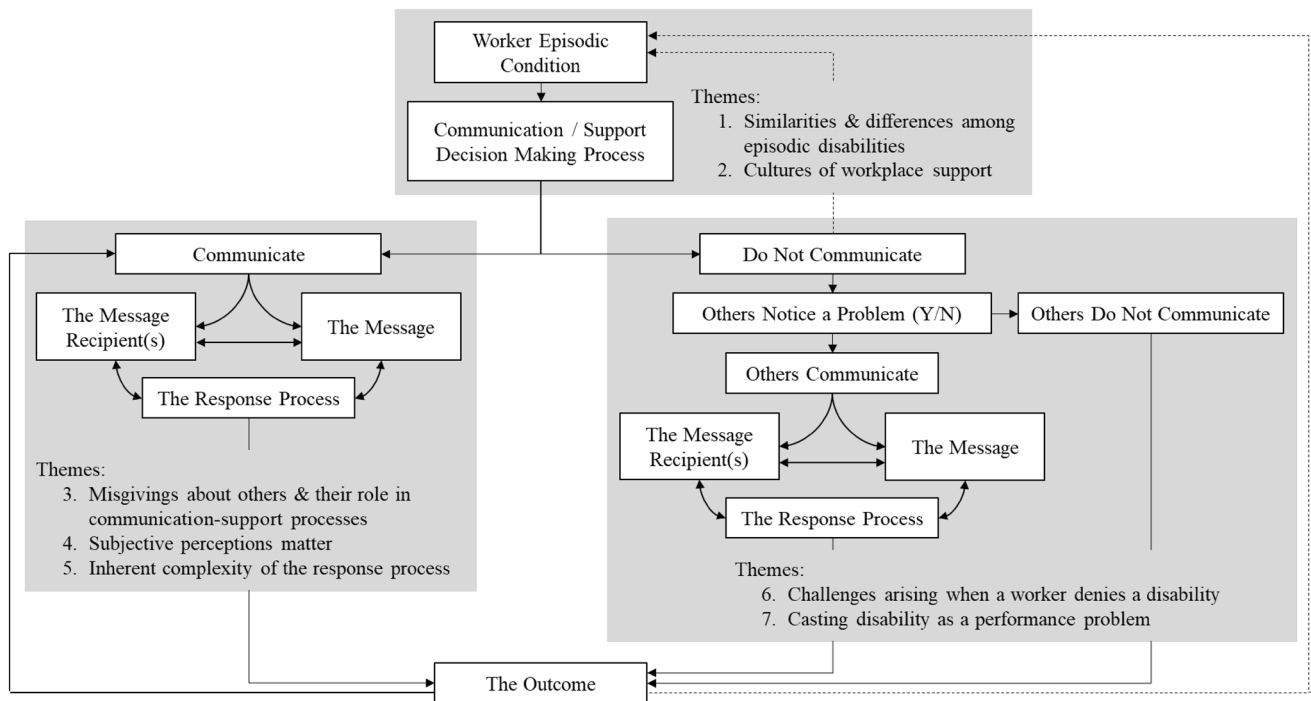 Worker Episodic
Condition
Communication / Support
Decision Making Process
Themes:
1. Similarities & differences among
episodic disabilities
2. Cultures of workplace support
Communicate
The Message
Recipient(s)
The Message
The Response Process
Themes:
3. Misgivings about others & their role in
communication-support processes
4. Subjective perceptions matter
5. Inherent complexity of the response process
Do Not Communicate
Others Notice a Problem (Y/N)
Others Do Not Communicate
Others Communicate
The Message
Recipient(s)
The Message
The Response Process
Themes:
6. Challenges arising when a worker denies a disability
7. Casting disability as a performance problem
The Outcome